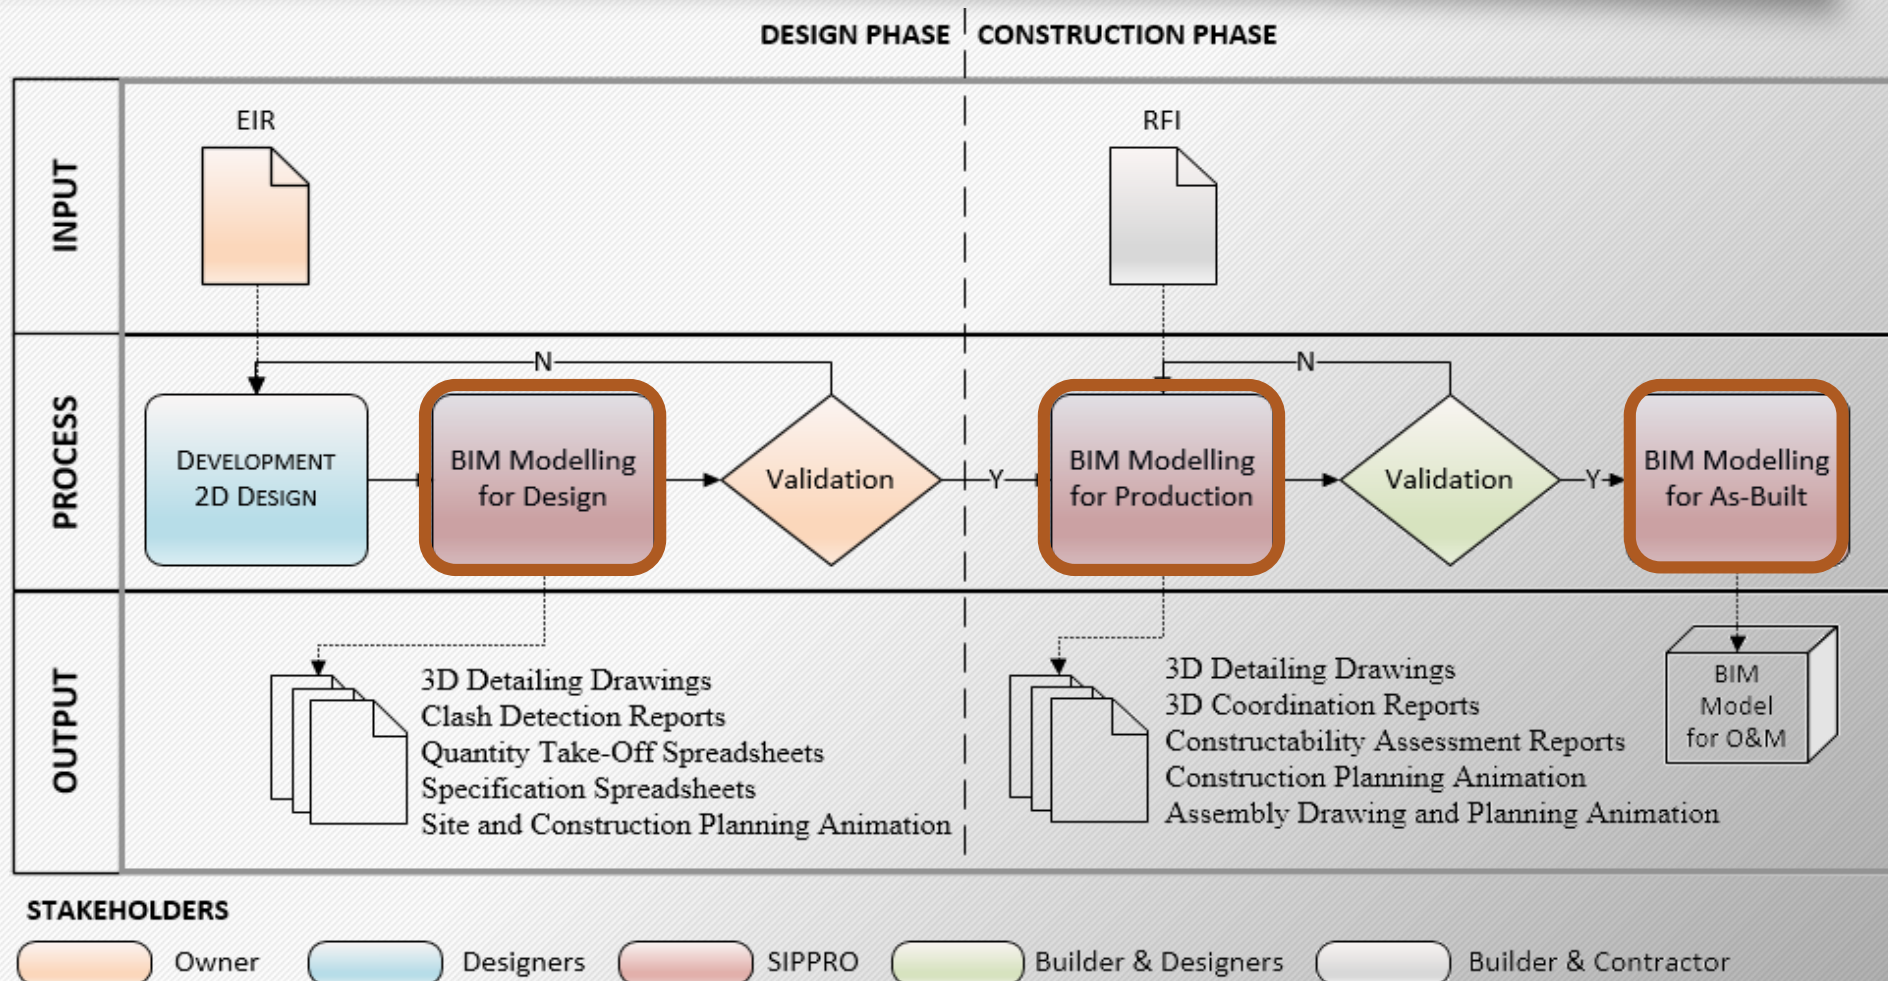 DESIGN PHASE
CONSTRUCTION PHASE
INPUT
EIR
RFI
PROCESS
N
N
DEVELOPMENT
2D DESIGN
BIM Modelling
for Design
Validation
Y
BIM Modelling
for Production
Validation
Y
BIM Modelling
for As-Built
OUTPUT
3D Detailing Drawings
Clash Detection Reports
Quantity Take-Off Spreadsheets
Specification Spreadsheets
Site and Construction Planning Animation
3D Detailing Drawings
3D Coordination Reports
Constructability Assessment Reports
Construction Planning Animation
Assembly Drawing and Planning Animation
BIM
Model
for O&M
STAKEHOLDERS
Owner
Designers
SIPPRO
Builder & Designers
Builder & Contractor